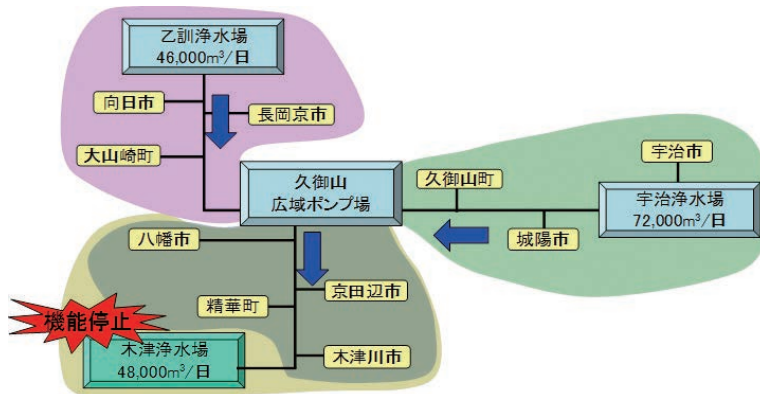 乙訓浄水場
46,000m³/日
向日市
長岡京市
大山崎町
宇治市
久御山
広域ポンプ場
久御山町
宇治浄水場
72,000m³/日
八幡市
城陽市
京田辺市
精華町
機能停止
木津浄水場
48,000m³/日
木津川市